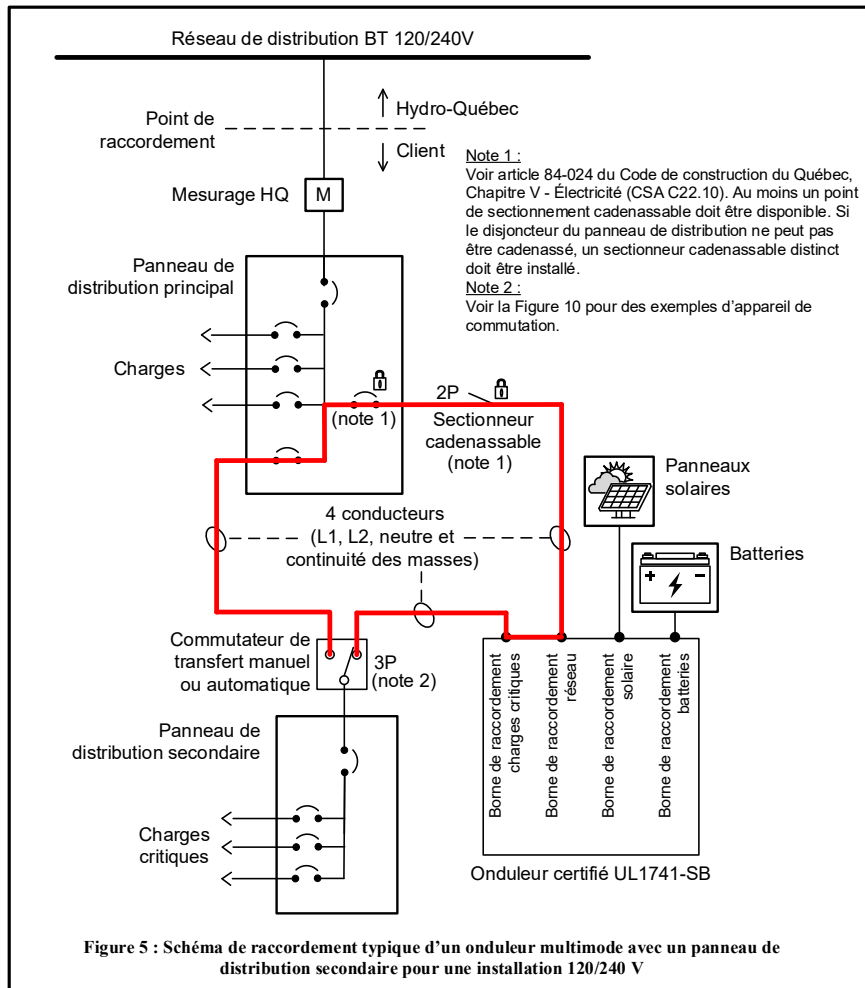 Réseau de distribution BT 120/240V
Point de
raccordement
Hydro-Québec
Client
Mesurage HQ
M
Note 1 :
Voir article 84-024 du Code de construction du Québec,
Chapitre V - Électricité (CSA C22.10). Au moins un point
de sectionnement cadenassable doit être disponible. Si
le disjoncteur du panneau de distribution ne peut pas
être cadenassé, un sectionneur cadenassable distinct
doit être installé.
Note 2 :
Voir la Figure 10 pour des exemples d'appareil de
commutation.
Panneau de
distribution principal
Charges
(note 1)
2P
Sectionneur
cadenassable
(note 1)
Panneaux
solaires
4 conducteurs
(L1, L2, neutre et
continuité des masses)
Batteries
Commutateur de
transfert manuel
ou automatique
3P
(note 2)
Borne de raccordement
charges critiques
Borne de raccordement
réseau
Borne de raccordement
solaire
Borne de raccordement
batteries
Panneau de
distribution secondaire
Charges
critiques
Onduleur certifié UL1741-SB
Figure 5 : Schéma de raccordement typique d'un onduleur multimode avec un panneau de
distribution secondaire pour une installation 120/240 V